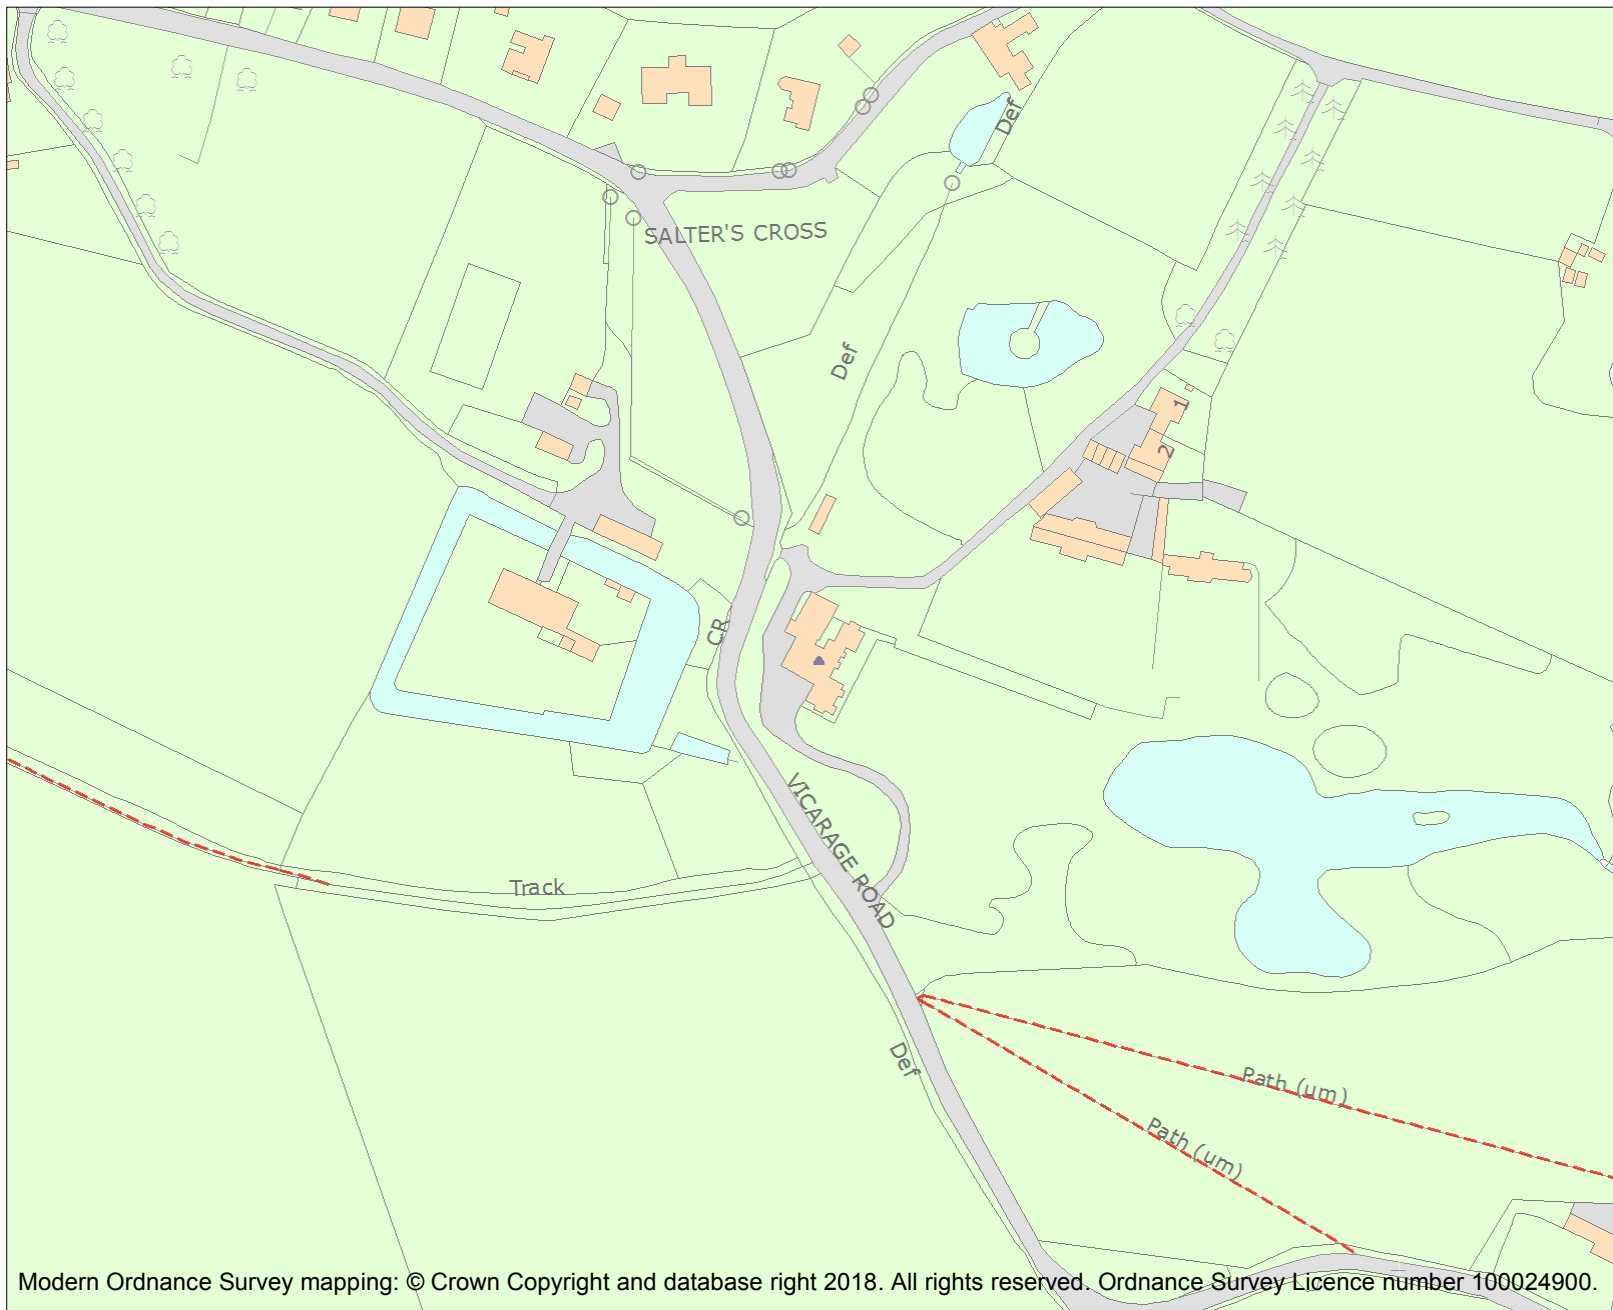 Def
SALTER'S CROSS
Def
1
2
CR
VICARAGE ROAD
Track
Def
Path (um)
Path (um)
Modern Ordnance Survey mapping: © Crown Copyright and database right 2018. All rights reserved. Ordnance Survey Licence number 100024900.